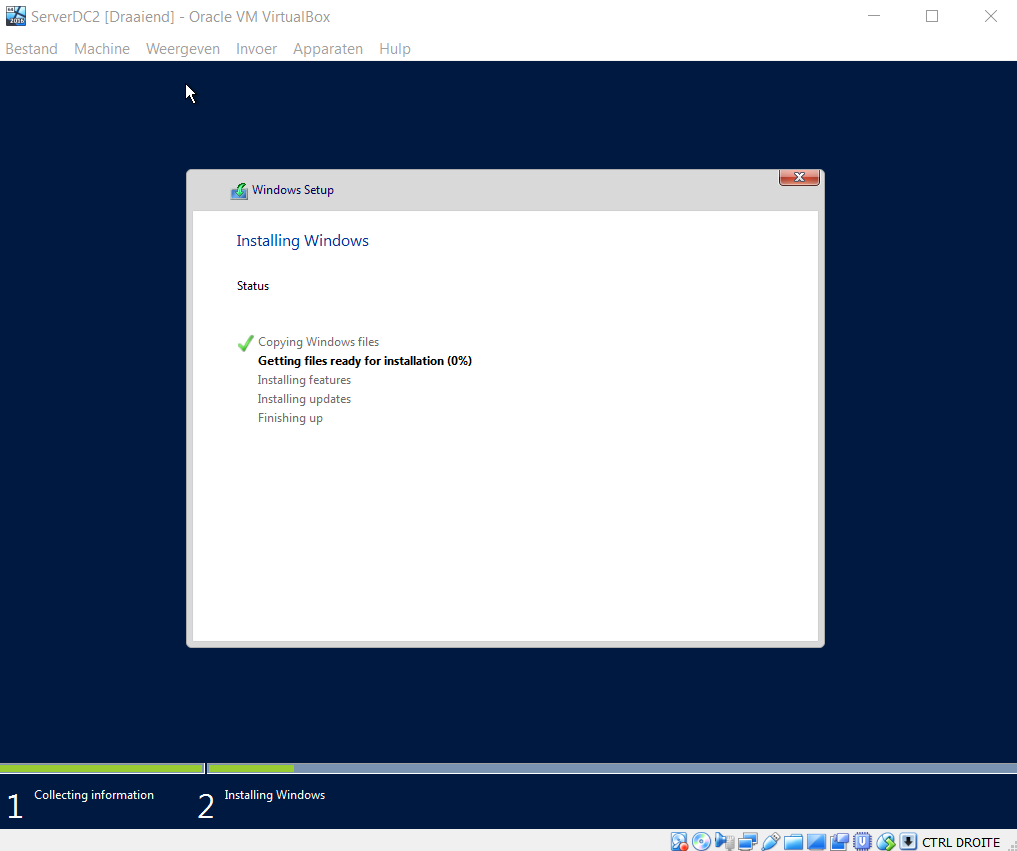 ServerDC2 [Draaiend] - Oracle VM VirtualBox
Bestand Machine Weergeven Invoer Apparaten Hulp
Windows Setup
Installing Windows
Status
Copying Windows files
Getting files ready for installation (0%)
Installing features
Installing updates
Finishing up
1 Collecting information 2 Installing Windows
CTRL DROITE